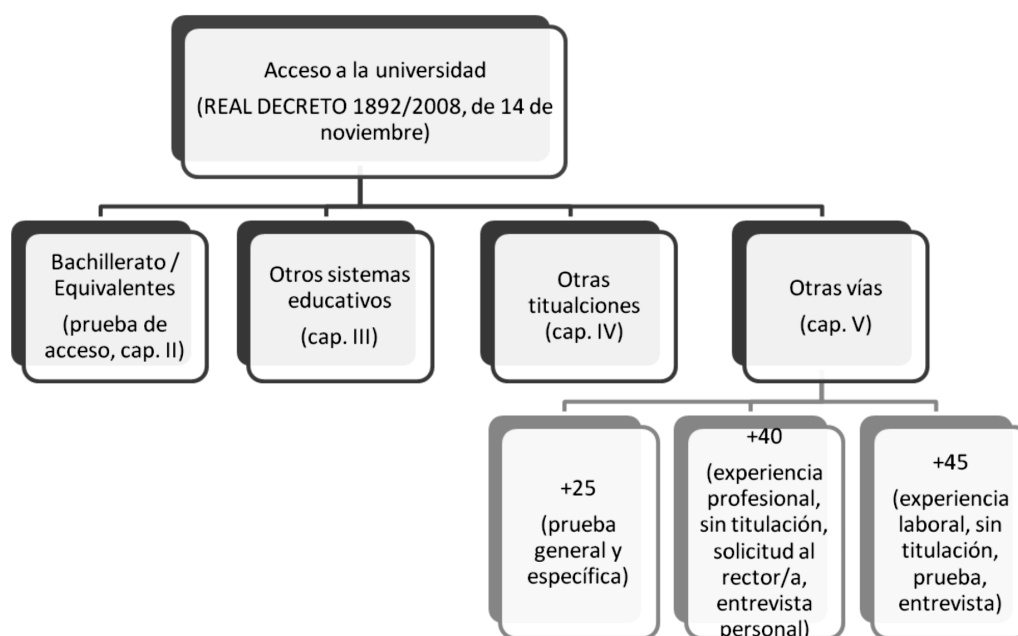 Acceso a la universidad
(REAL DECRETO 1892/2008, de 14 de
noviembre)
Bachillerato /
Equivalentes
(prueba de
acceso, cap. II)
Otros sistemas
educativos
(cap. III)
Otras
titualciones
(cap. IV)
Otras vías
(cap. V)
+25
(prueba
general y
específica)
+40
(experiencia
profesional,
sin titulación,
solicitud al
rector/a,
entrevista
personal)
+45
(experiencia
laboral, sin
titulación,
prueba,
entrevista)